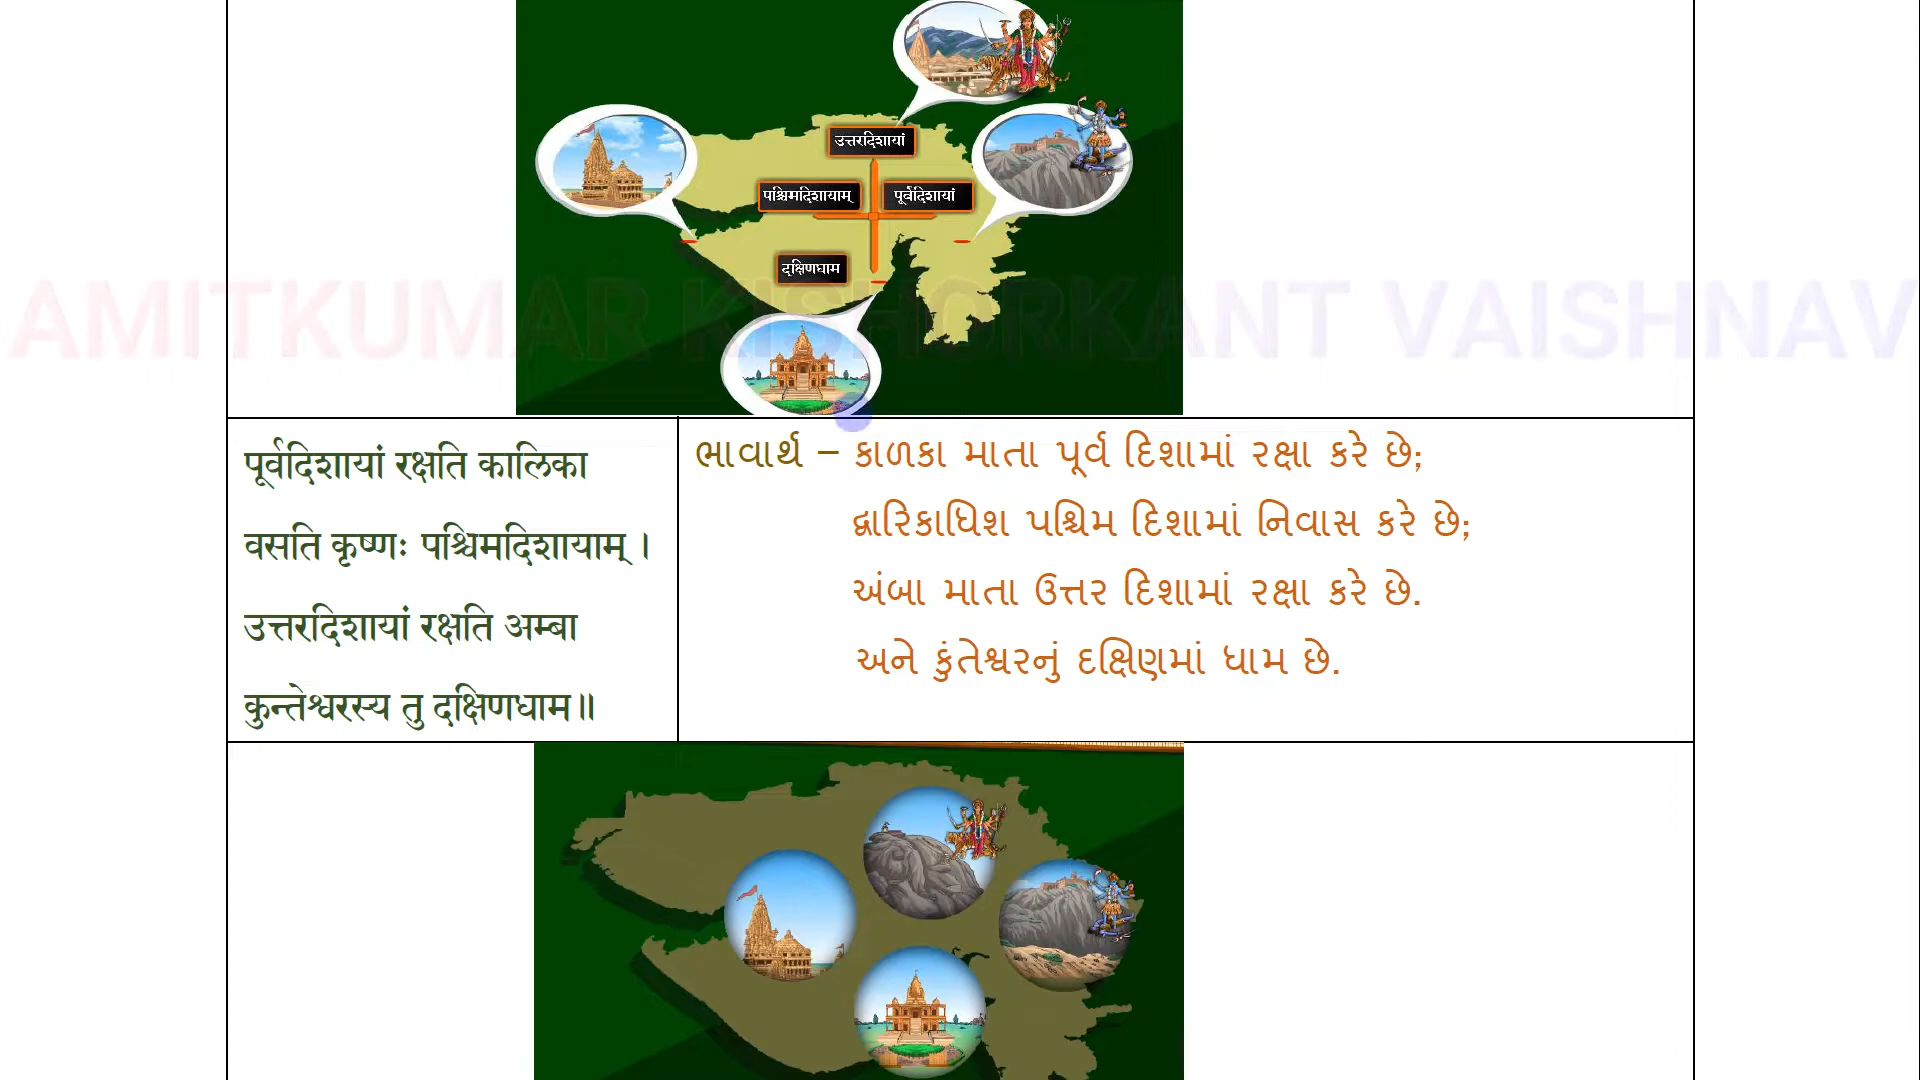 उत्तरदिशायां
पश्चिमदिशायाम् पूर्वदिशायां
दक्षिणधाम
AMITKUMAR KISHORKANT VAISHNAV
पूर्वदिशायां रक्षति कालिका
वसति कृष्णः पश्चिमदिशायाम् ।
उत्तरदिशायां रक्षति अम्बा
कुन्तेश्वरस्य तु दक्षिणधाम॥
ભાવાર્થ – કાળકા માતા પૂર્વ દિશામાં રક્ષા કરે છે;
દ્વારિકાધિશ પશ્ચિમ દિશામાં નિવાસ કરે છે;
અંબા માતા ઉત્તર દિશામાં રક્ષા કરે છે.
અને કુંતેશ્વરનું દક્ષિણમાં ધામ છે.